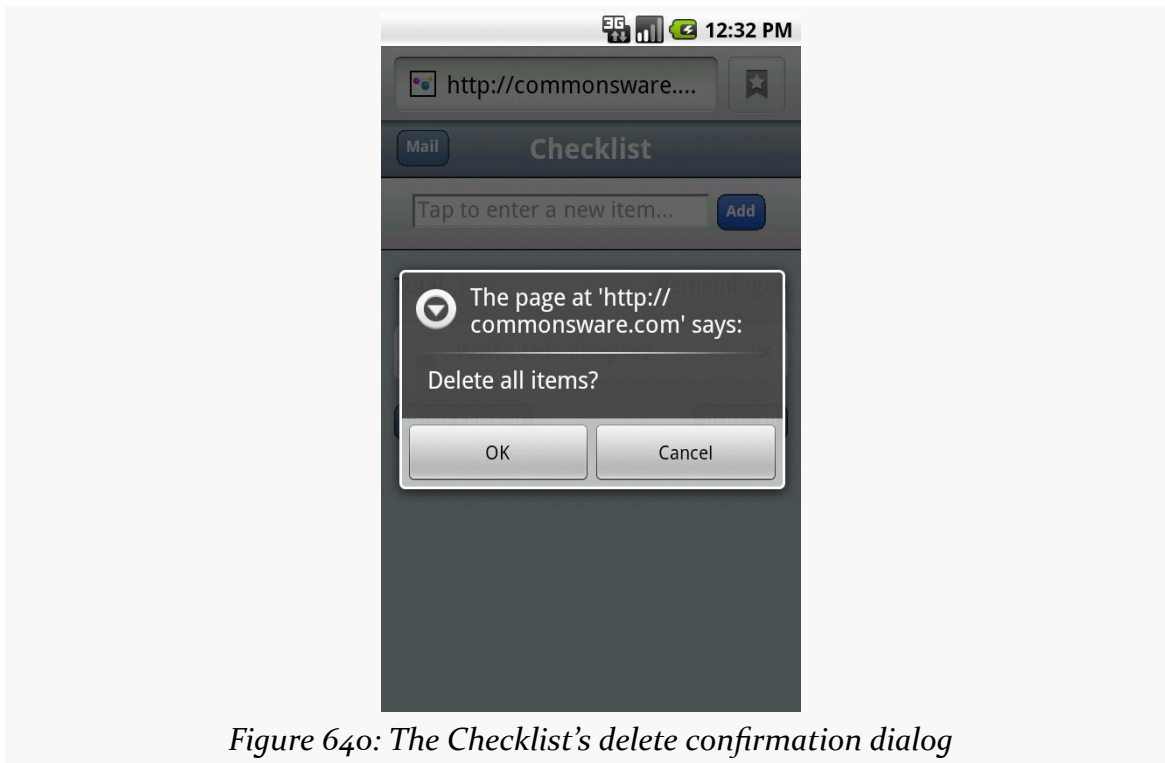 3G 12:32 PM
http://commonsware....
Mail Checklist
Tap to enter a new item... Add
The page at 'http://
commonsware.com' says:
Delete all items?
OK Cancel
Figure 640: The Checklist's delete confirmation dialog